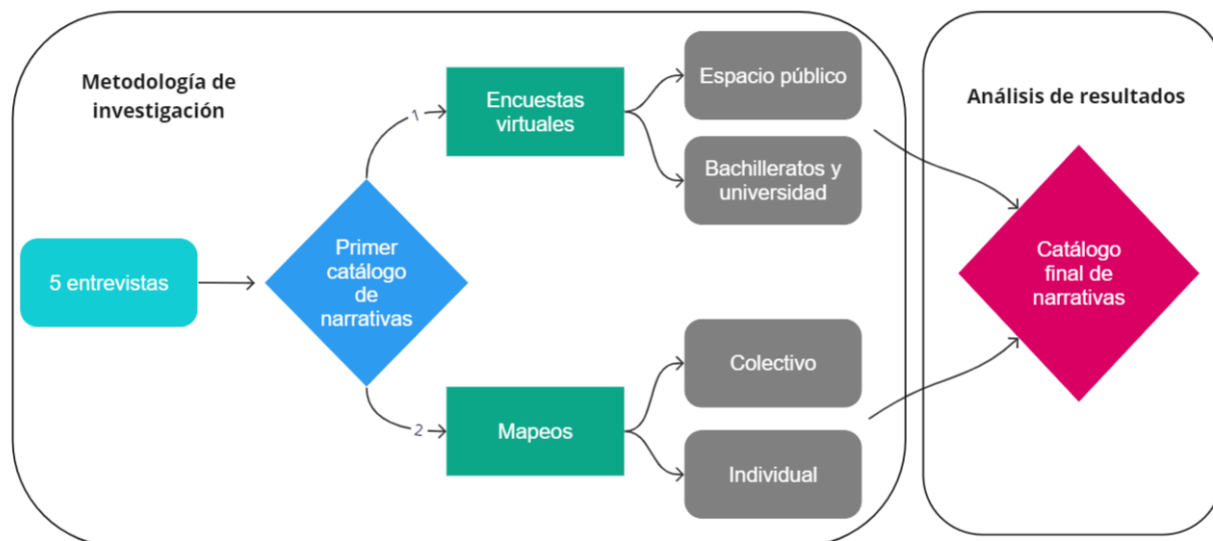 Metodología de
investigación
5 entrevistas
Primer
catálogo
de
narrativas
1
Encuestas
virtuales
Espacio público
Bachilleratos y
universidad
2
Mapeos
Colectivo
Individual
Análisis de resultados
Catálogo
final de
narrativas